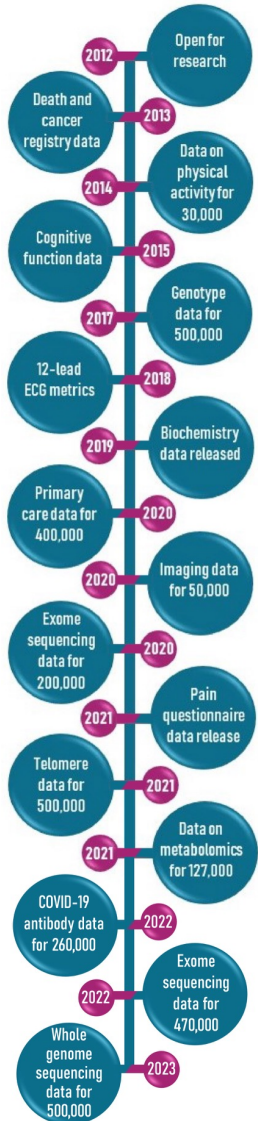 2012
Open for
research
Death and
cancer
registry data
2013
2014
Data on
physical
activity for
30,000
Cognitive
function data
2015
2017
Genotype
data for
500,000
12-lead
ECG metrics
2018
2019
Biochemistry
data released
Primary
care data for
400,000
2020
2020
Imaging data
for 50,000
Exome
sequencing
data for
200,000
2020
2021
Pain
questionnaire
data release
Telomere
data for
500,000
2021
2021
Data on
metabolomics
for 127,000
COVID-19
antibody data
for 260,000
2022
2022
Exome
sequencing
data for
470,000
Whole
genome
sequencing
data for
500,000
2023